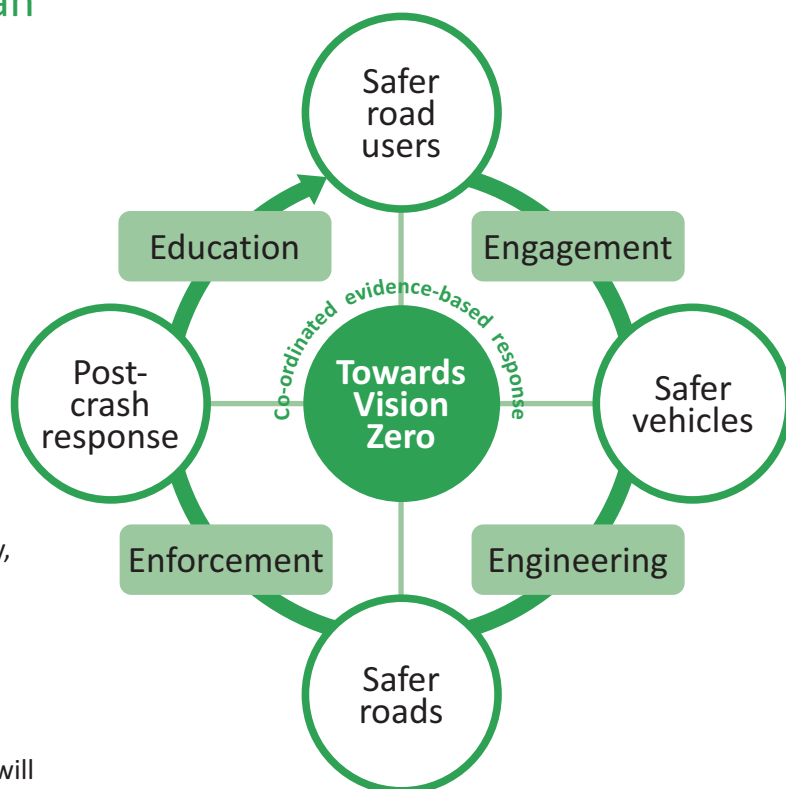 an
Safer
road
users
Education
Engagement
Co-ordinated evidence-based response
Post-
crash
response
Towards
Vision
Zero
Safer
vehicles
y,
Enforcement
Engineering
Safer
roads
will